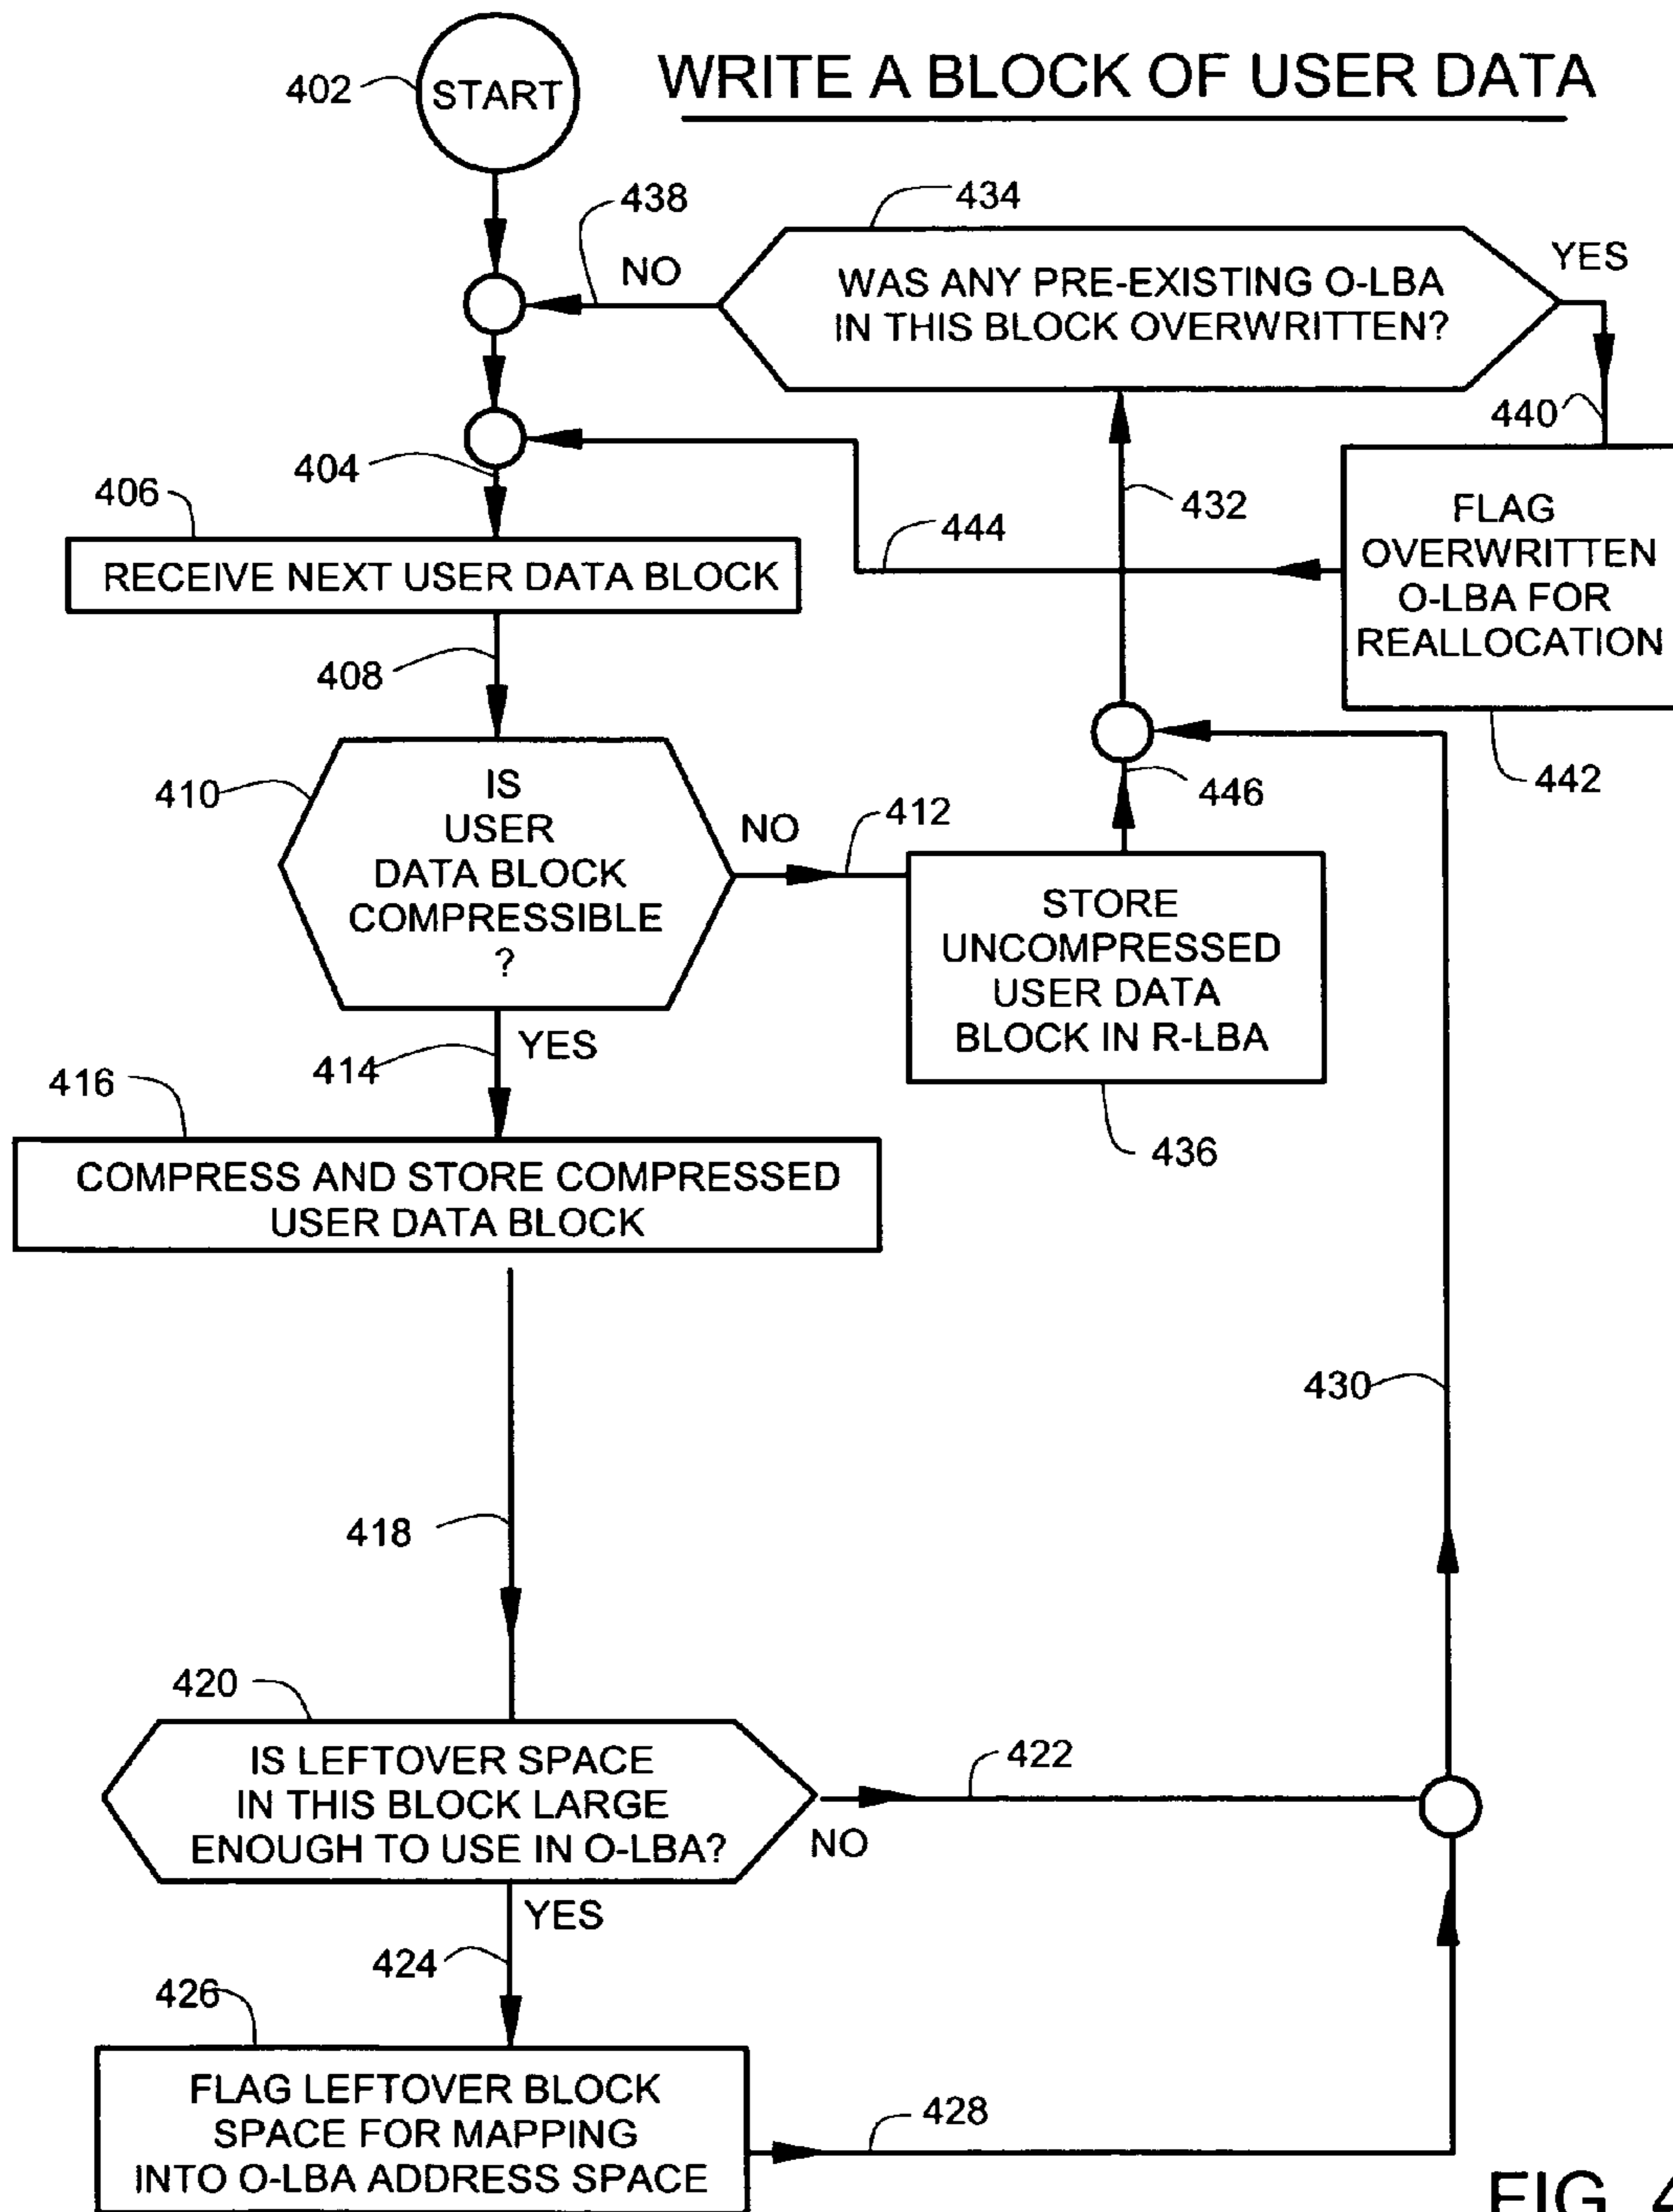 402
START
WRITE A BLOCK OF USER DATA
438
434
NO
WAS ANY PRE-EXISTING O-LBA
IN THIS BLOCK OVERWRITTEN?
YES
440
404
406
RECEIVE NEXT USER DATA BLOCK
444
432
FLAG
OVERWRITTEN
O-LBA FOR
REALLOCATION
408
442
446
410
IS
USER
DATA BLOCK
COMPRESSIBLE
?
NO
412
STORE
UNCOMPRESSED
USER DATA
BLOCK IN R-LBA
436
YES
414
416
COMPRESS AND STORE COMPRESSED
USER DATA BLOCK
430
418
420
IS LEFTOVER SPACE
IN THIS BLOCK LARGE
ENOUGH TO USE IN O-LBA?
422
NO
YES
424
426
FLAG LEFTOVER BLOCK
SPACE FOR MAPPING
INTO O-LBA ADDRESS SPACE
428
FIG. 4